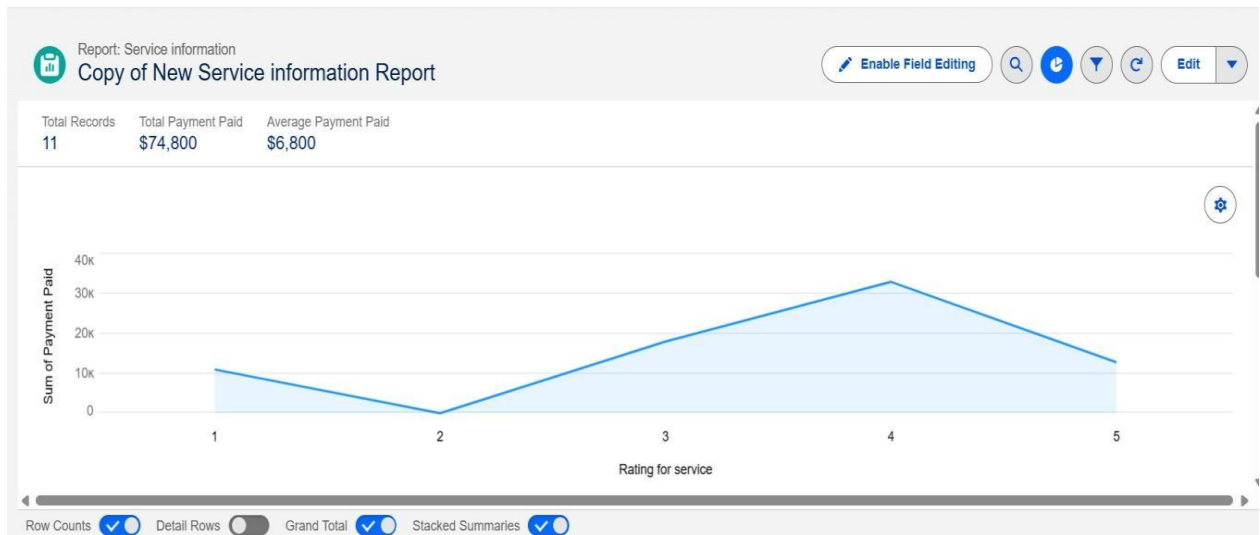 Report: Service information
Copy of New Service information Report
Enable Field Editing
Edit
Total Records Total Payment Paid Average Payment Paid
11 $74,800 $6,800
Sum of Payment Paid
40K
30K
20K
10K
0
1 2 3 4 5
Rating for service
Row Counts Detail Rows Grand Total Stacked Summaries